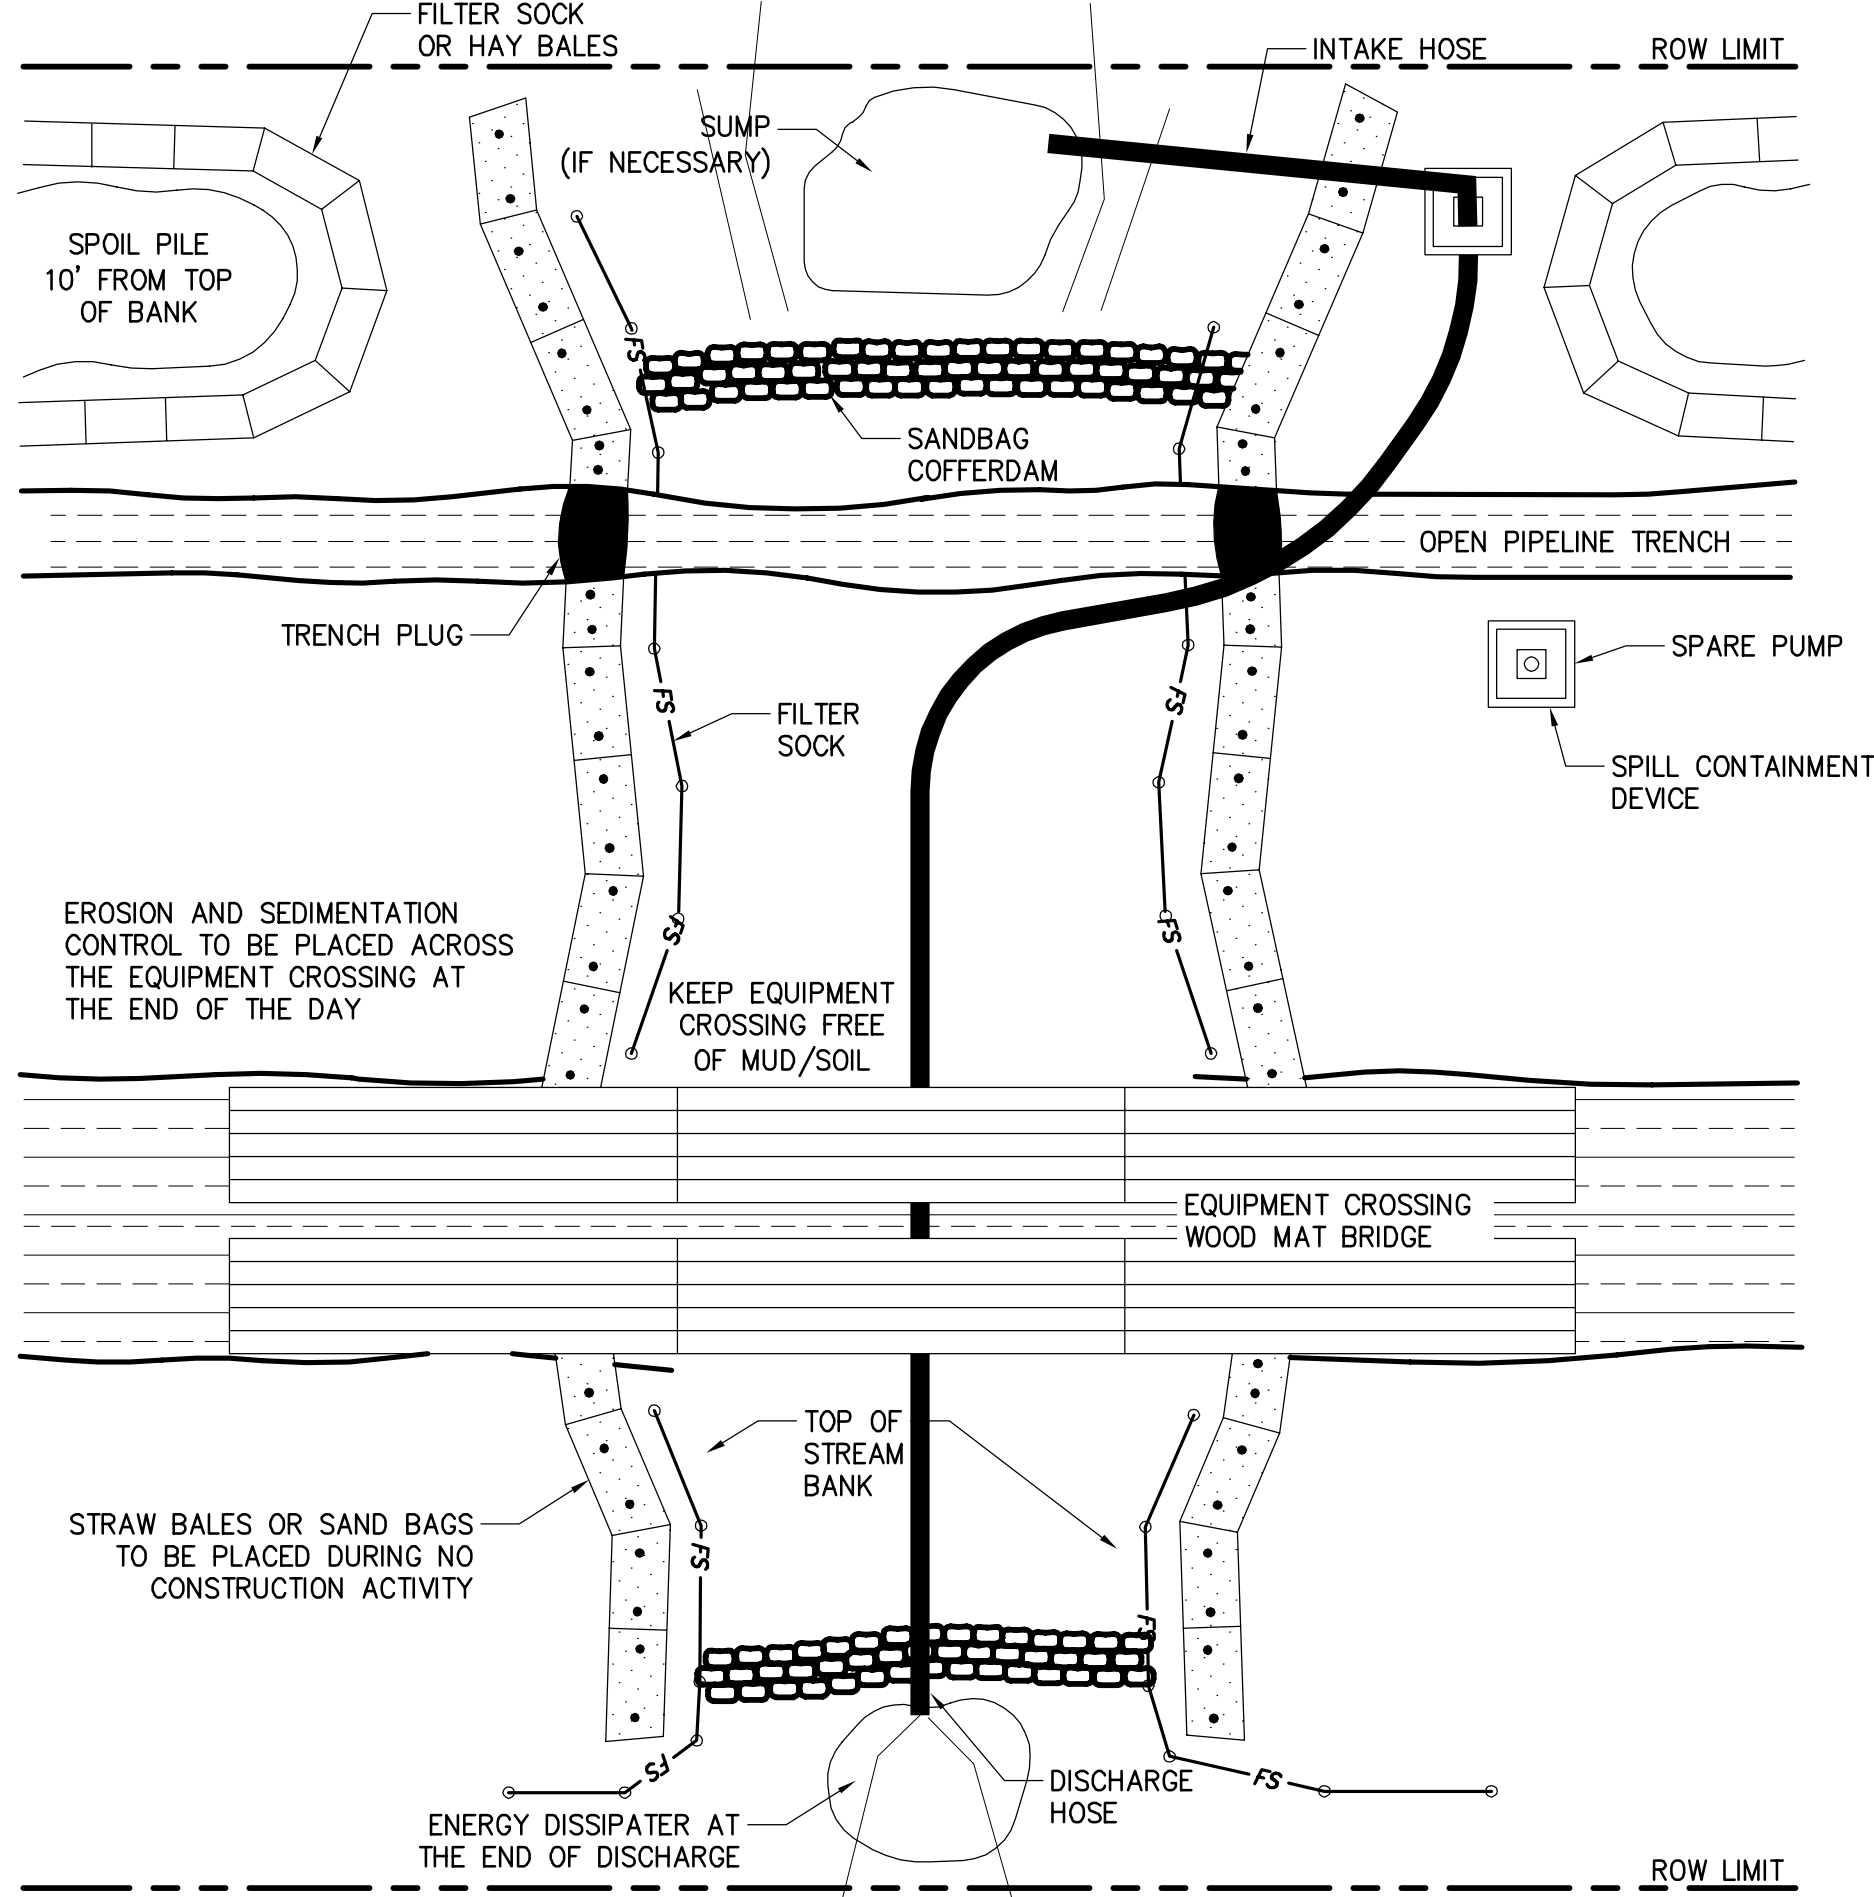 FILTER SOCK
OR HAY BALES
INTAKE HOSE
ROW LIMIT
SUMP
(IF NECESSARY)
SPOIL PILE
10' FROM TOP
OF BANK
FS
SANDBAG
COFFERDAM
OPEN PIPELINE TRENCH
TRENCH PLUG
SPARE PUMP
FS
FILTER
SOCK
FS
SPILL CONTAINMENT
DEVICE
EROSION AND SEDIMENTATION
CONTROL TO BE PLACED ACROSS
THE EQUIPMENT CROSSING AT
THE END OF THE DAY
FS
FS
KEEP EQUIPMENT
CROSSING FREE
OF MUD/SOIL
EQUIPMENT CROSSING
WOOD MAT BRIDGE
TOP OF
STREAM
BANK
STRAW BALES OR SAND BAGS
TO BE PLACED DURING NO
CONSTRUCTION ACTIVITY
FS
FS
FS
FS
DISCHARGE
HOSE
ENERGY DISSIPATER AT
THE END OF DISCHARGE
ROW LIMIT